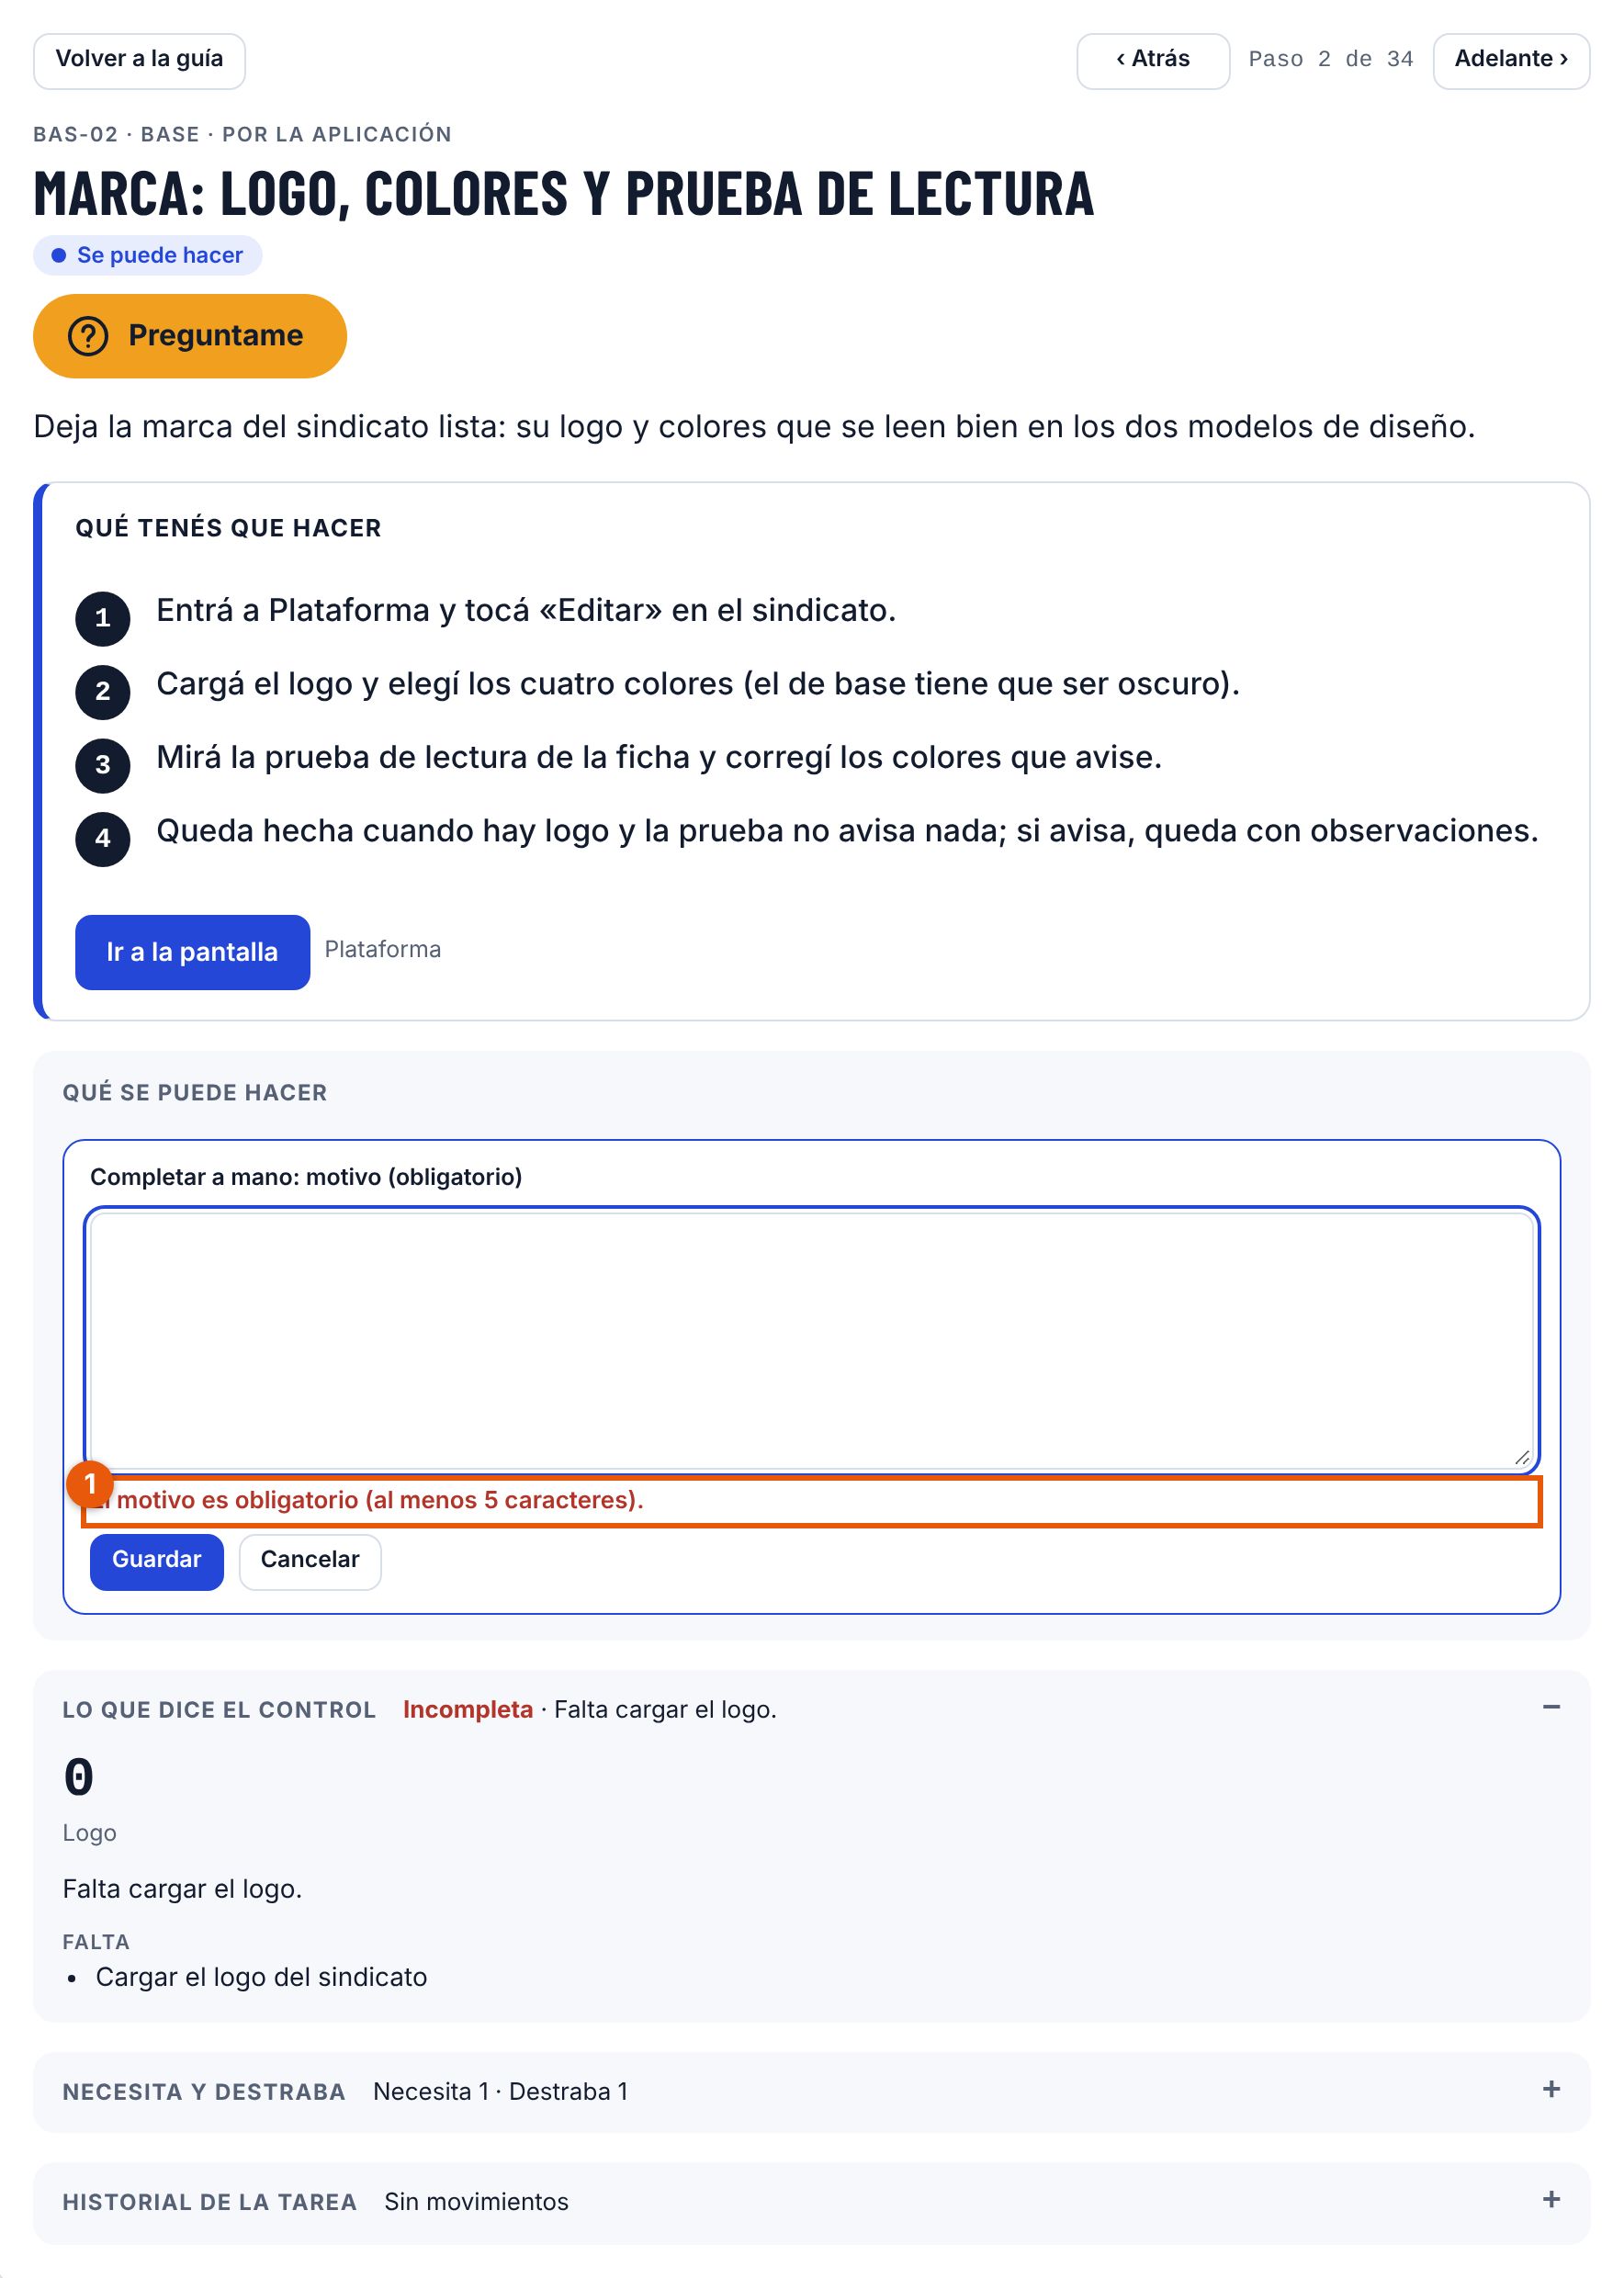 Volver a la guía
‹ Atrás
Paso 2 de 34
Adelante ›
BAS-02 · BASE · POR LA APLICACIÓN
MARCA: LOGO, COLORES Y PRUEBA DE LECTURA
Se puede hacer
? Preguntame
Deja la marca del sindicato lista: su logo y colores que se leen bien en los dos modelos de diseño.
QUÉ TENÉS QUE HACER
1 Entrá a Plataforma y tocá «Editar» en el sindicato.
2 Cargá el logo y elegí los cuatro colores (el de base tiene que ser oscuro).
3 Mirá la prueba de lectura de la ficha y corregí los colores que avise.
4 Queda hecha cuando hay logo y la prueba no avisa nada; si avisa, queda con observaciones.
Ir a la pantalla Plataforma
QUÉ SE PUEDE HACER
Completar a mano: motivo (obligatorio)
1
motivo es obligatorio (al menos 5 caracteres).
Guardar
Cancelar
LO QUE DICE EL CONTROL Incompleta · Falta cargar el logo. −
0
Logo
Falta cargar el logo.
FALTA
• Cargar el logo del sindicato
NECESITA Y DESTRABA Necesita 1 · Destraba 1 +
HISTORIAL DE LA TAREA Sin movimientos +